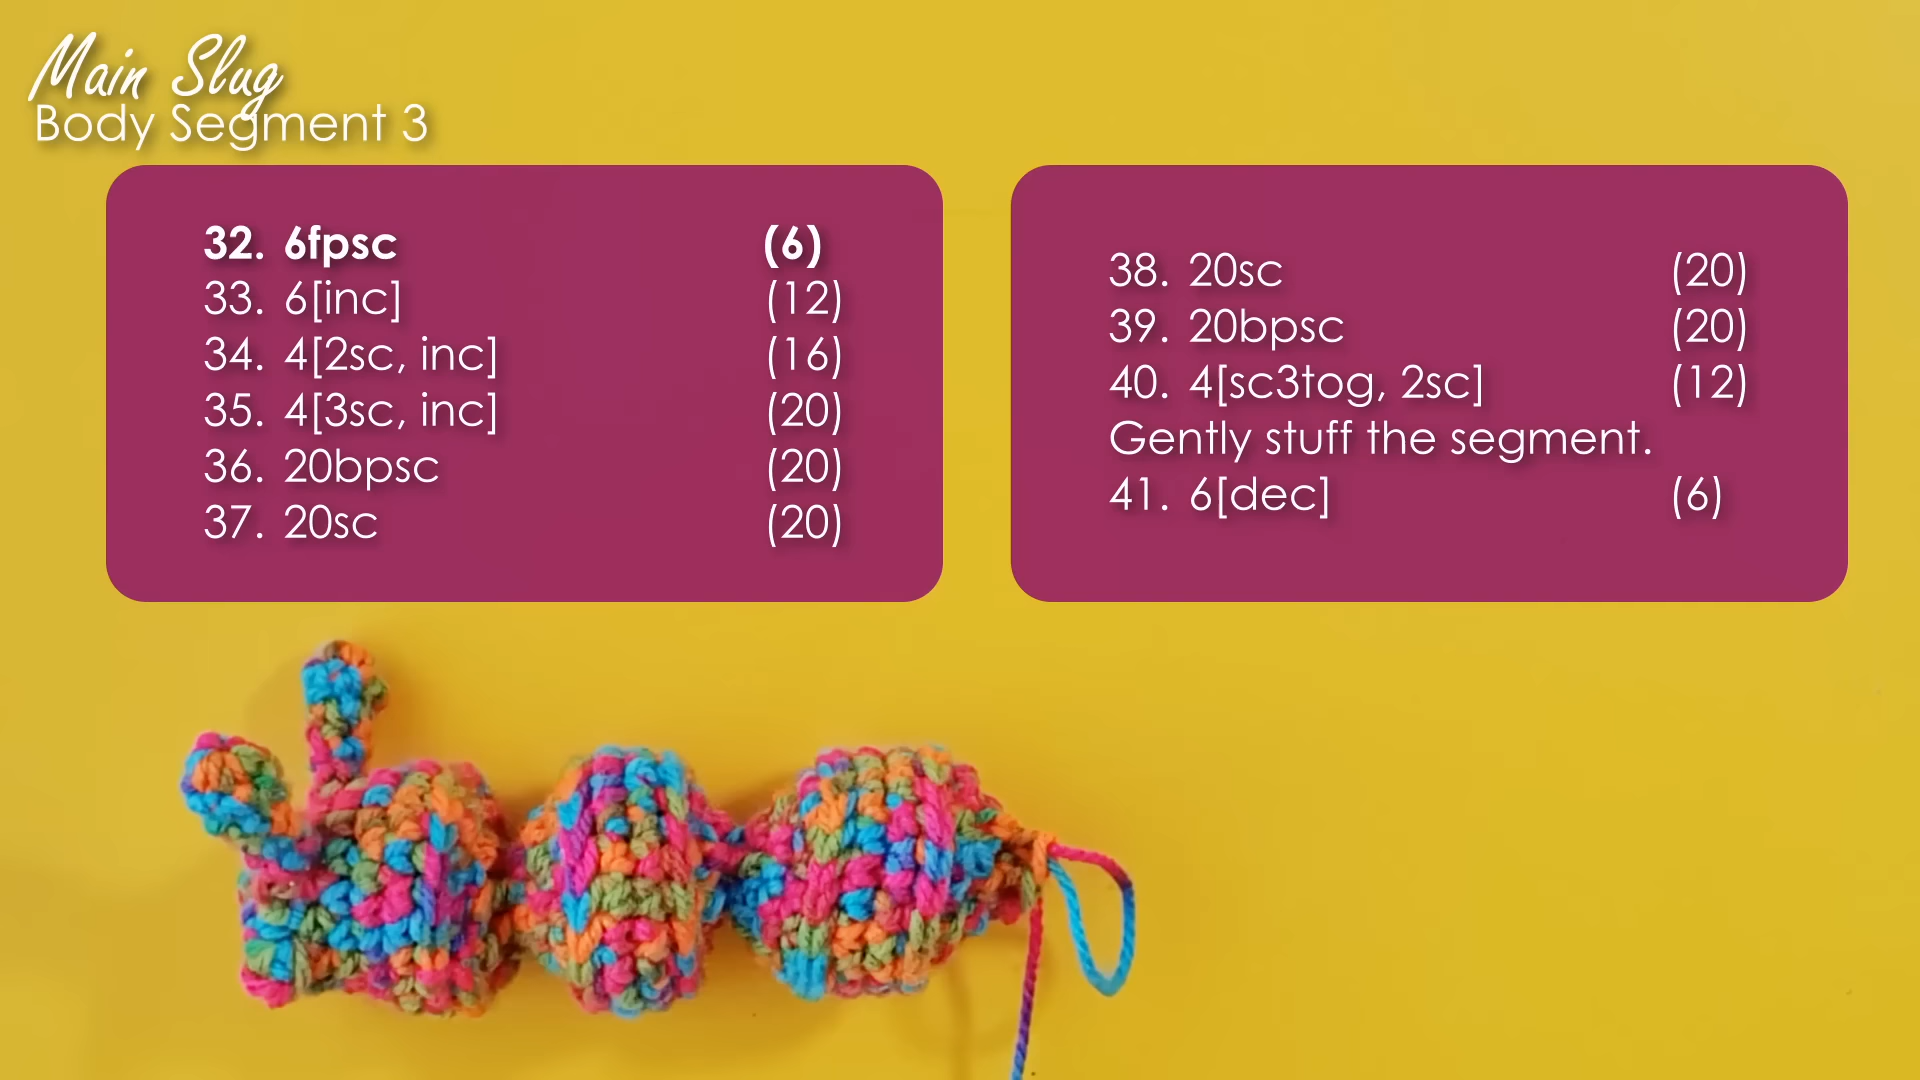 Main Slug
Body Segment 3
32. 6fpsc (6)
33. 6[inc] (12)
34. 4[2sc, inc] (16)
35. 4[3sc, inc] (20)
36. 20bpsc (20)
37. 20sc (20)
38. 20sc (20)
39. 20bpsc (20)
40. 4[sc3tog, 2sc] (12)
Gently stuff the segment.
41. 6[dec] (6)